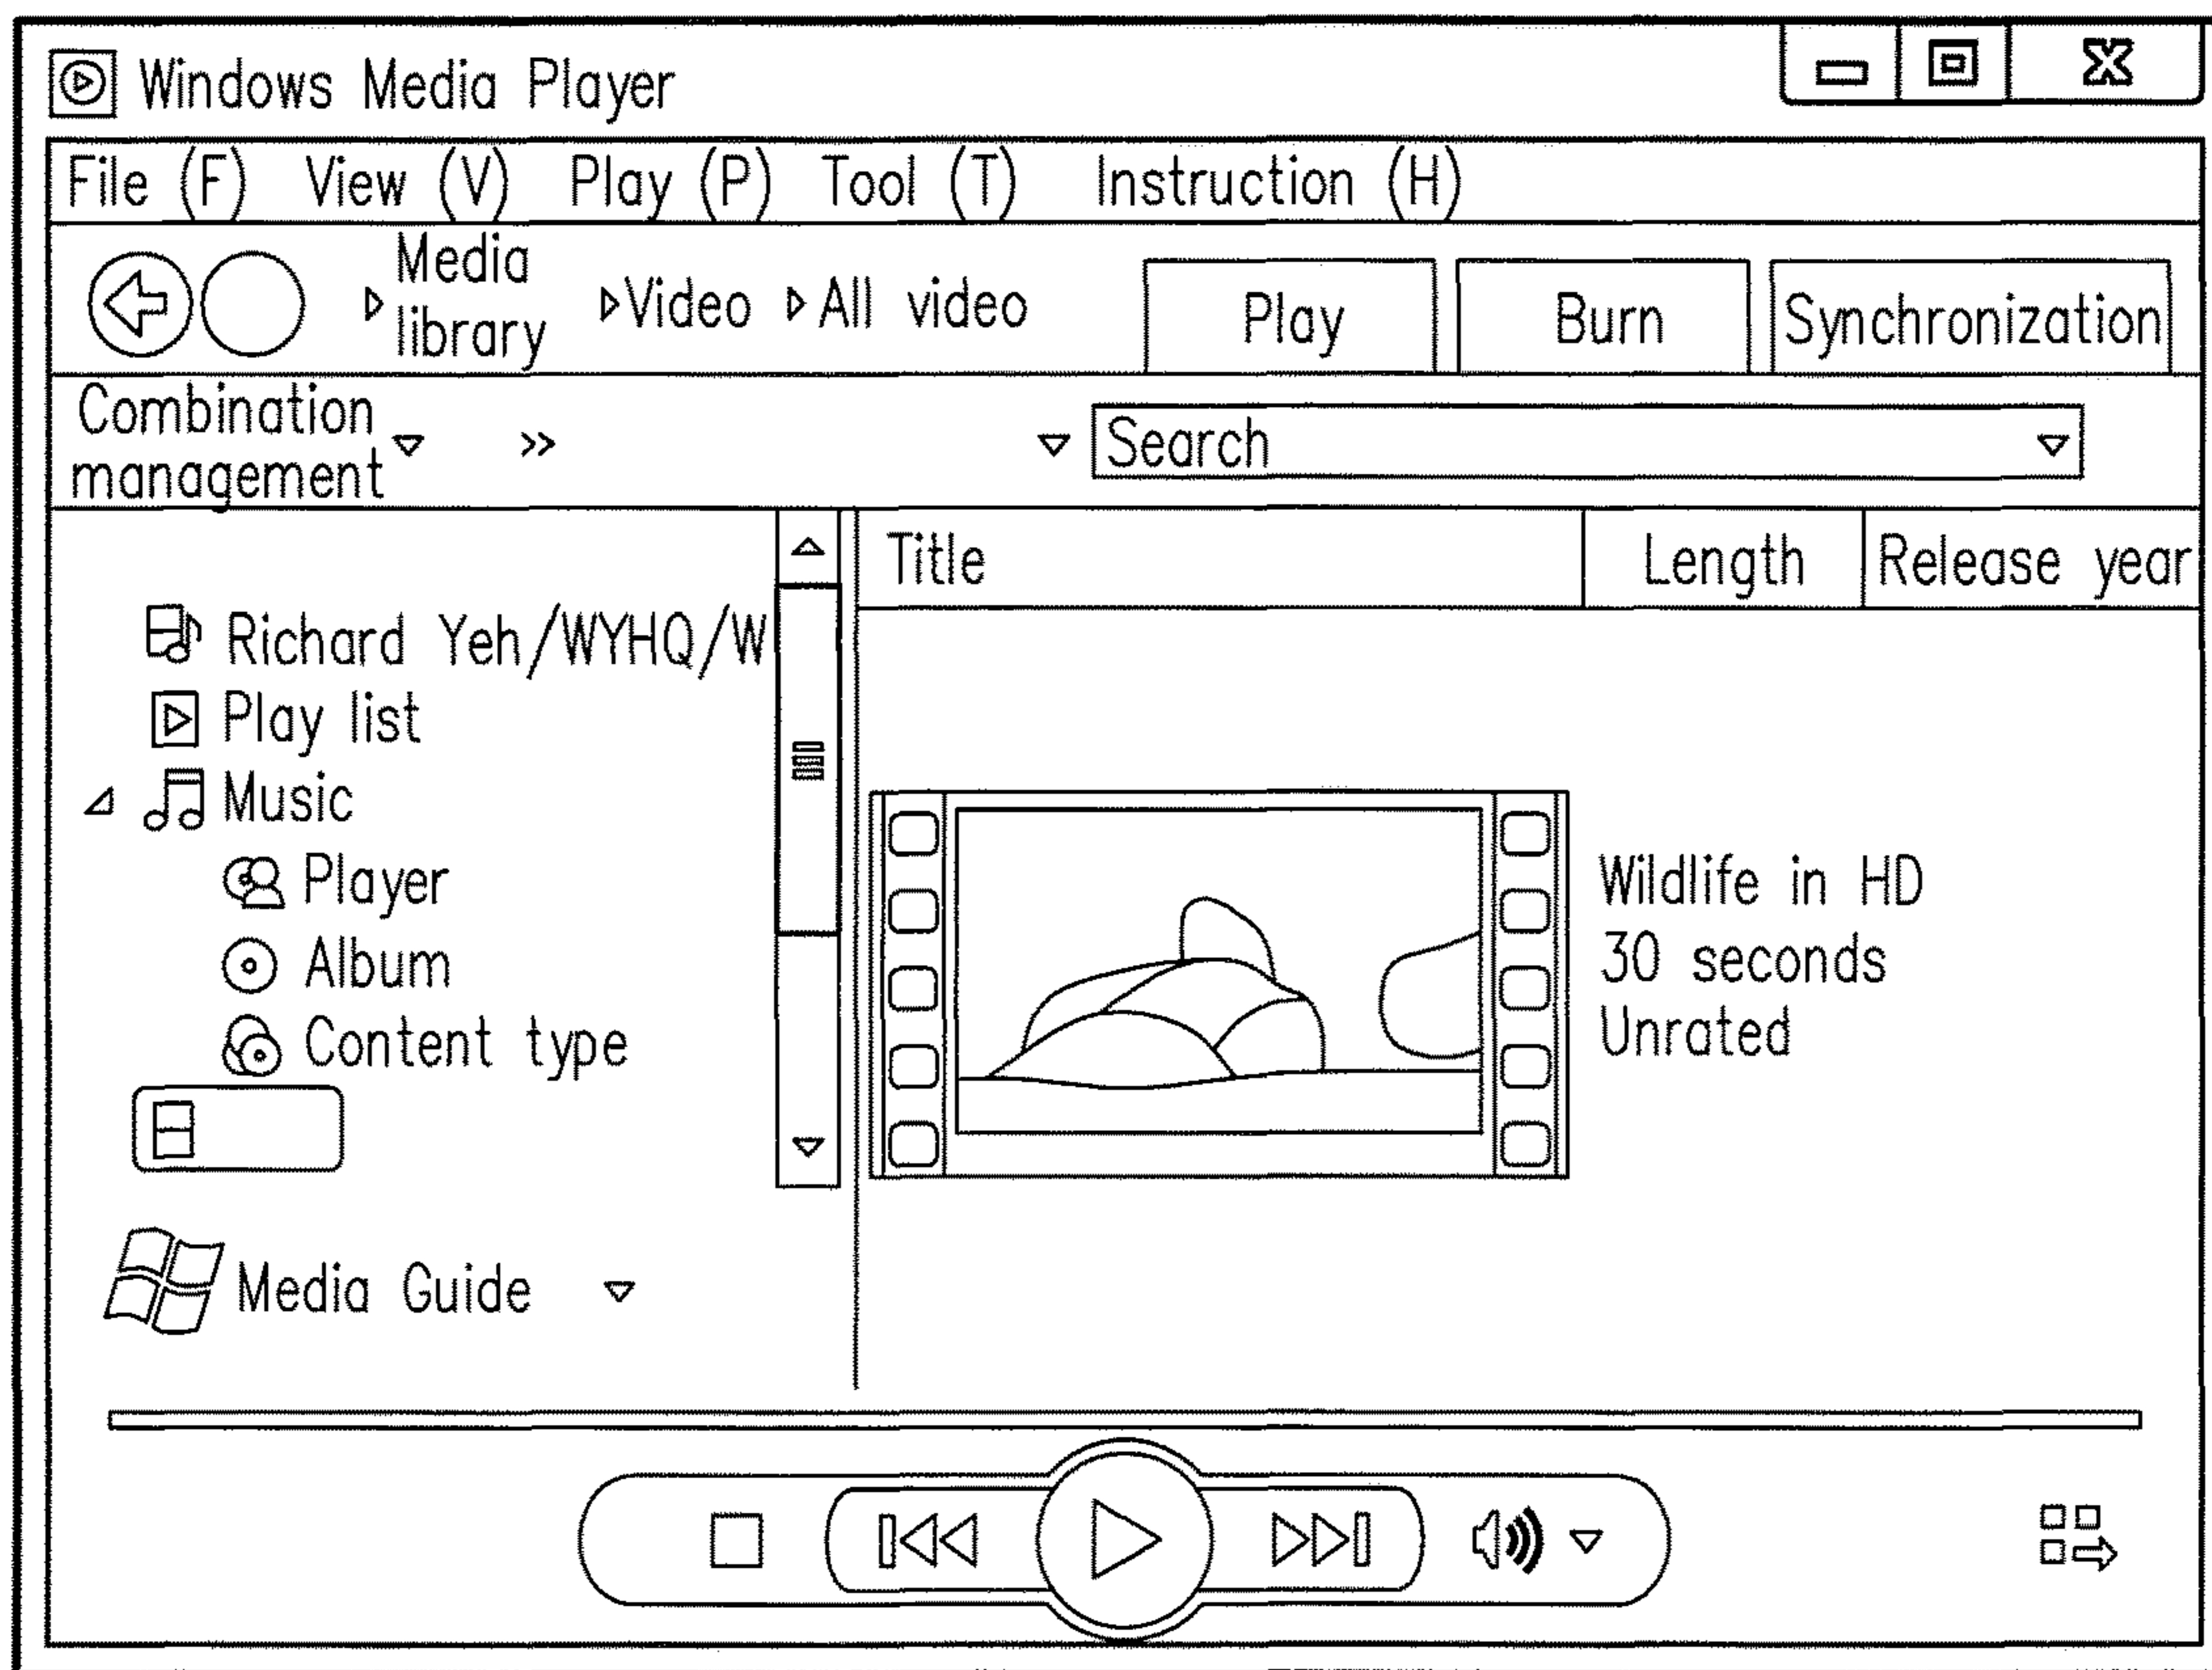 Windows Media Player
File (F) View (V) Play (P) Tool (T) Instruction (H)
Media
library
Video
All video
Play
Burn
Synchronization
Combination
management
Search
Title
Length
Release year
Richard Yeh/WYHQ/W
Play list
Music
Player
Album
Content type
Media Guide
Wildlife in HD
30 seconds
Unrated